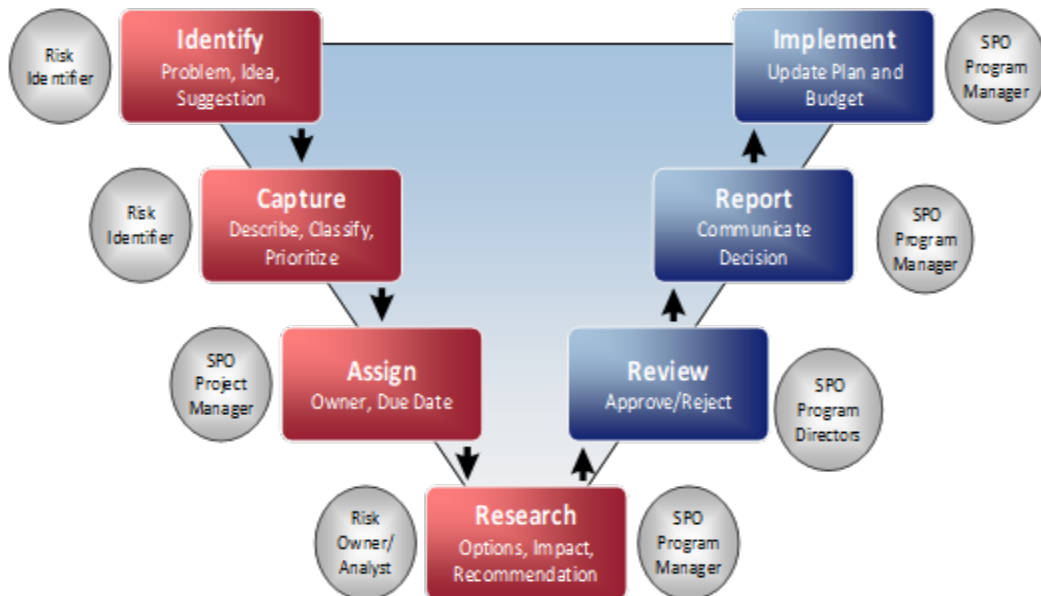 Risk
Identifier
Identify
Problem, Idea,
Suggestion
Implement
Update Plan and
Budget
SPO
Program
Manager
Risk
Identifier
Capture
Describe, Classify,
Prioritize
Report
Communicate
Decision
SPO
Program
Manager
SPO
Project
Manager
Assign
Owner, Due Date
Review
Approve/Reject
SPO
Program
Directors
Risk
Owner/
Analyst
Research
Options, Impact,
Recommendation
SPO
Program
Manager